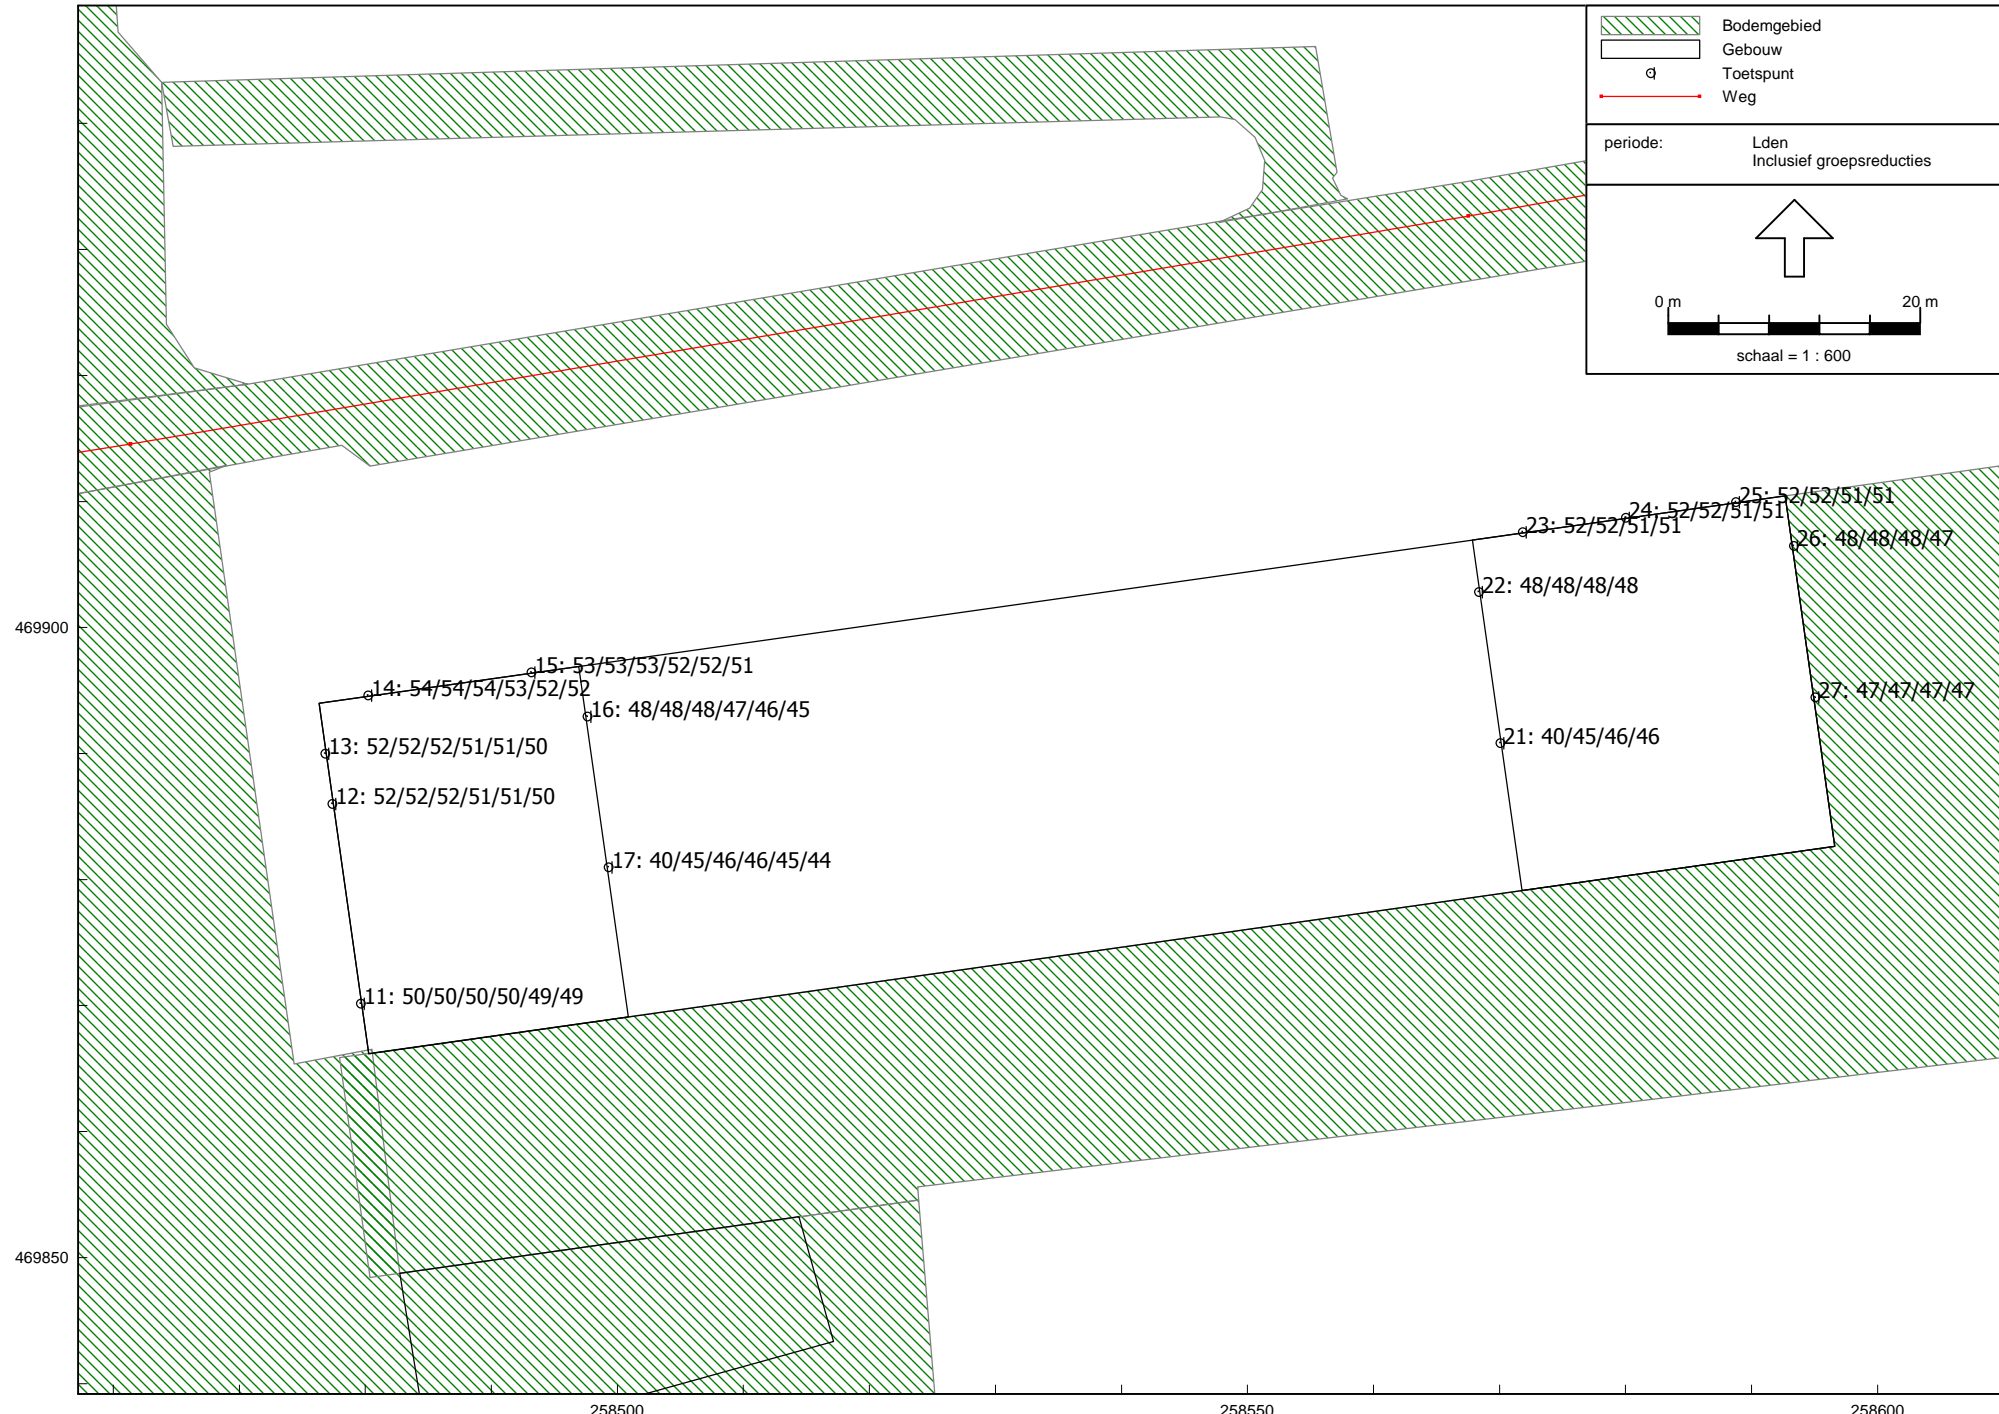 Bodemgebied
Gebouw
Toetspunt
Weg
periode: Lden
Inclusief groepsreducties
0 m 20 m
schaal = 1 : 600
25: 52/52/51/51
24: 52/52/51/51
23: 52/52/51/51
26: 48/48/48/47
22: 48/48/48/48
469900
15: 53/53/53/52/52/51
14: 54/54/54/53/52/52
27: 47/47/47/47
16: 48/48/48/47/46/45
21: 40/45/46/46
13: 52/52/52/51/51/50
12: 52/52/52/51/51/50
17: 40/45/46/46/45/44
11: 50/50/50/50/49/49
469850
258500 258550 258600